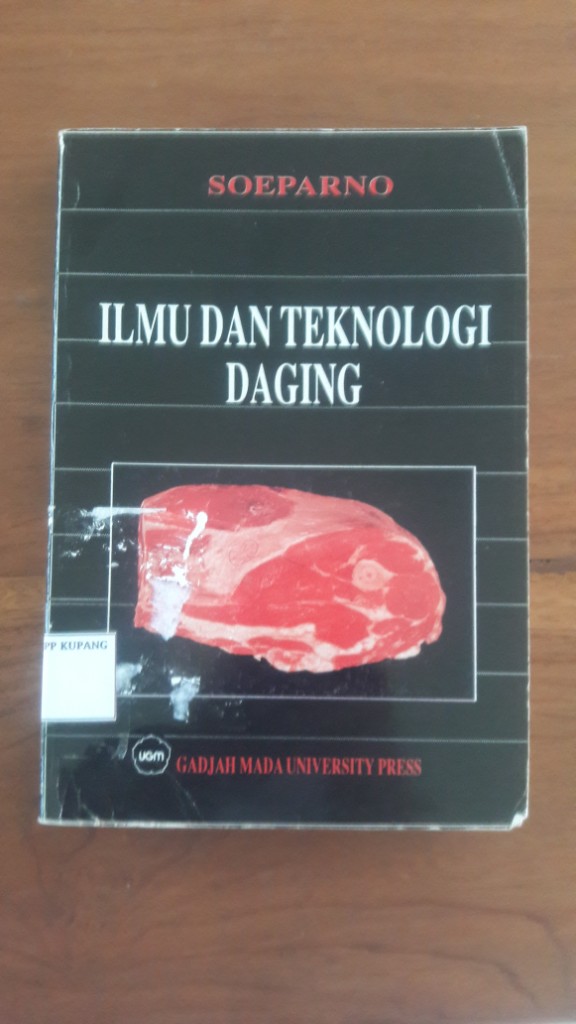 SOEPARNO
ILMU DAN TEKNOLOGI
DAGING
PP KUPANG
UGM
GADJAH MADA UNIVERSITY PRESS